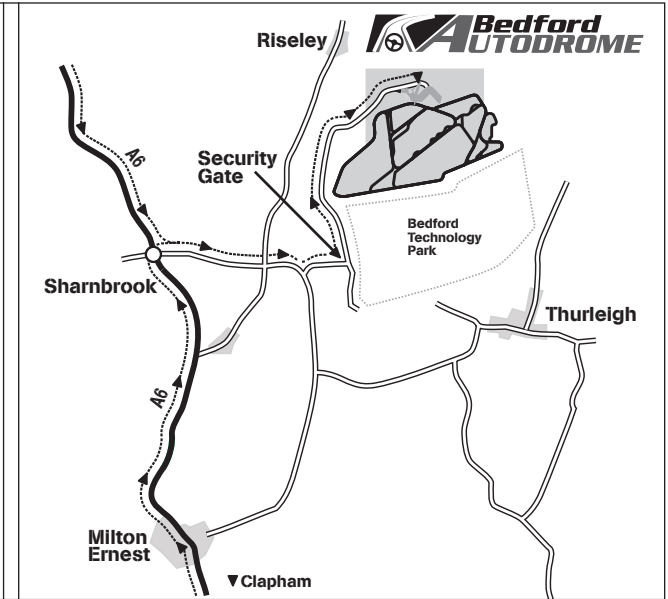 Bedford
AUTODROME
Riseley
A6
Security
Gate
Bedford
Technology
Park
Sharnbrook
Thurleigh
A6
Milton
Ernest
Clapham